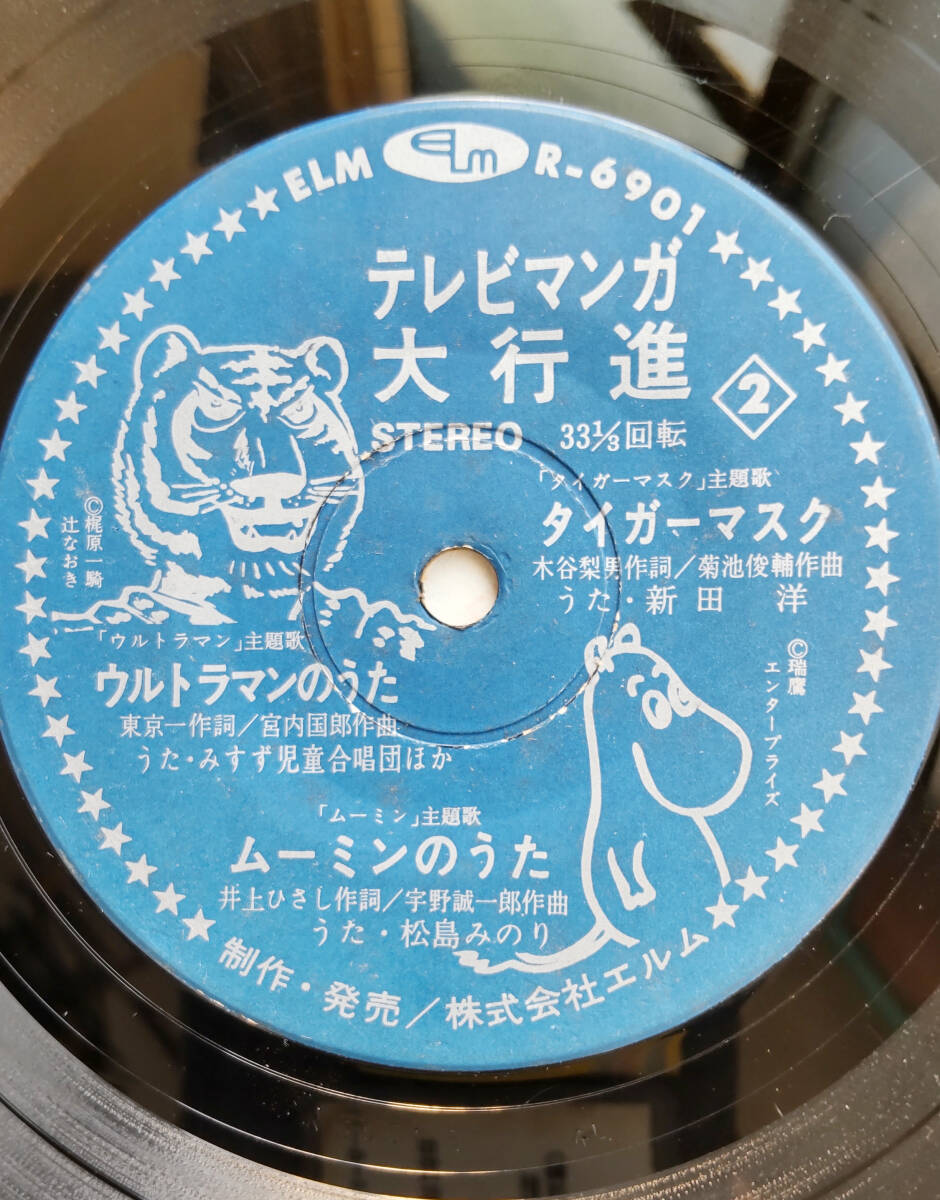 ELM ELM R-6901
テレビマンガ
大行進
2
STEREO 33 1/3回転
「タイガーマスク」主題歌
タイガーマスク
木谷梨男作詞/菊池俊輔作曲
うた・新田 洋
©梶原一騎
辻なおき
「ウルトラマン」主題歌
ウルトラマンのうた
東京一作詞/宮内国郎作曲
うた・みすず児童合唱団ほか
©瑞鷹
エンタープライズ
「ムーミン」主題歌
ムーミンのうた
井上ひさし作詞/宇野誠一郎作曲
うた・松島みのり
制作・発売/株式会社エルム